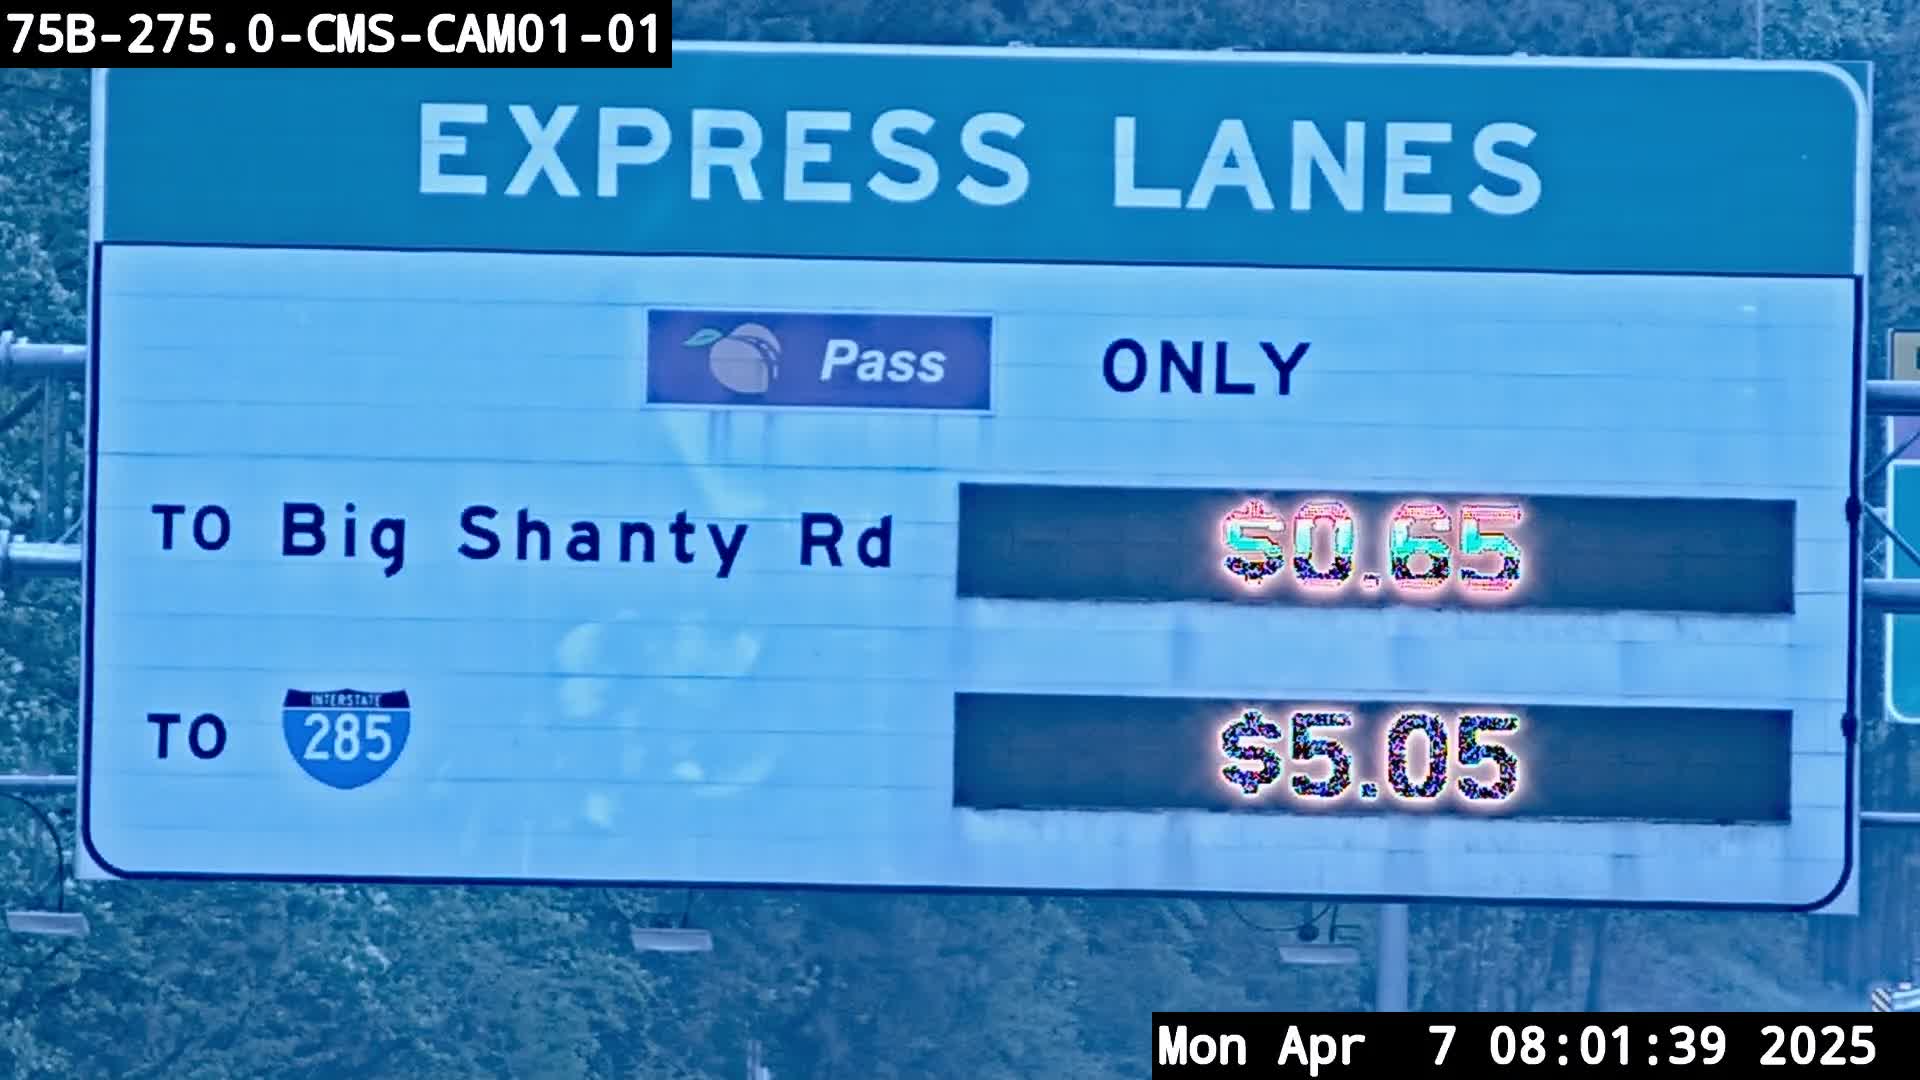 75B-275.0-CMS-CAM01-01
EXPRESS LANES
Pass ONLY
TO Big Shanty Rd $0.65
TO INTERSTATE 285 $5.05
Mon Apr 7 08:01:39 2025